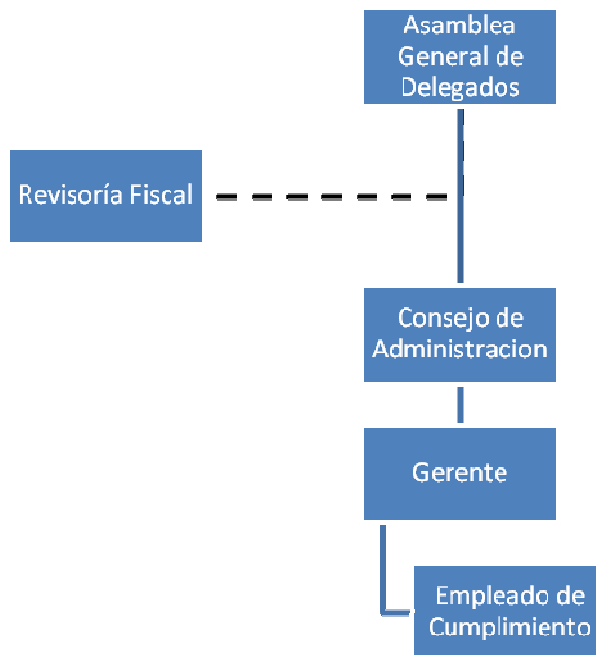 Asamblea
General de
Delegados
Revisoría Fiscal
Consejo de
Administracion
Gerente
Empleado de
Cumplimiento